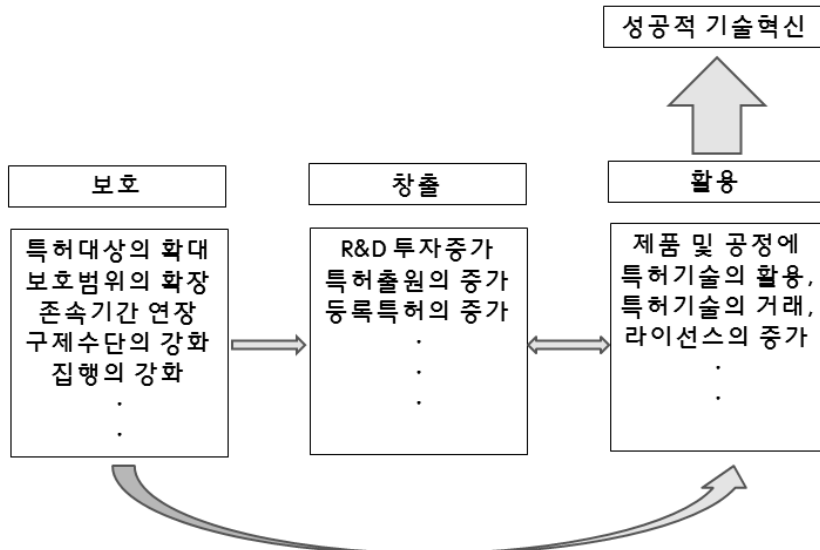 성공적 기술혁신
보호
창출
활용
특허대상의 확대
보호범위의 확장
존속기간 연장
구제수단의 강화
집행의 강화
.
.
R&D 투자증가
특허출원의 증가
등록특허의 증가
.
.
.
제품 및 공정에
특허기술의 활용,
특허기술의 거래,
라이선스의 증가
.
.